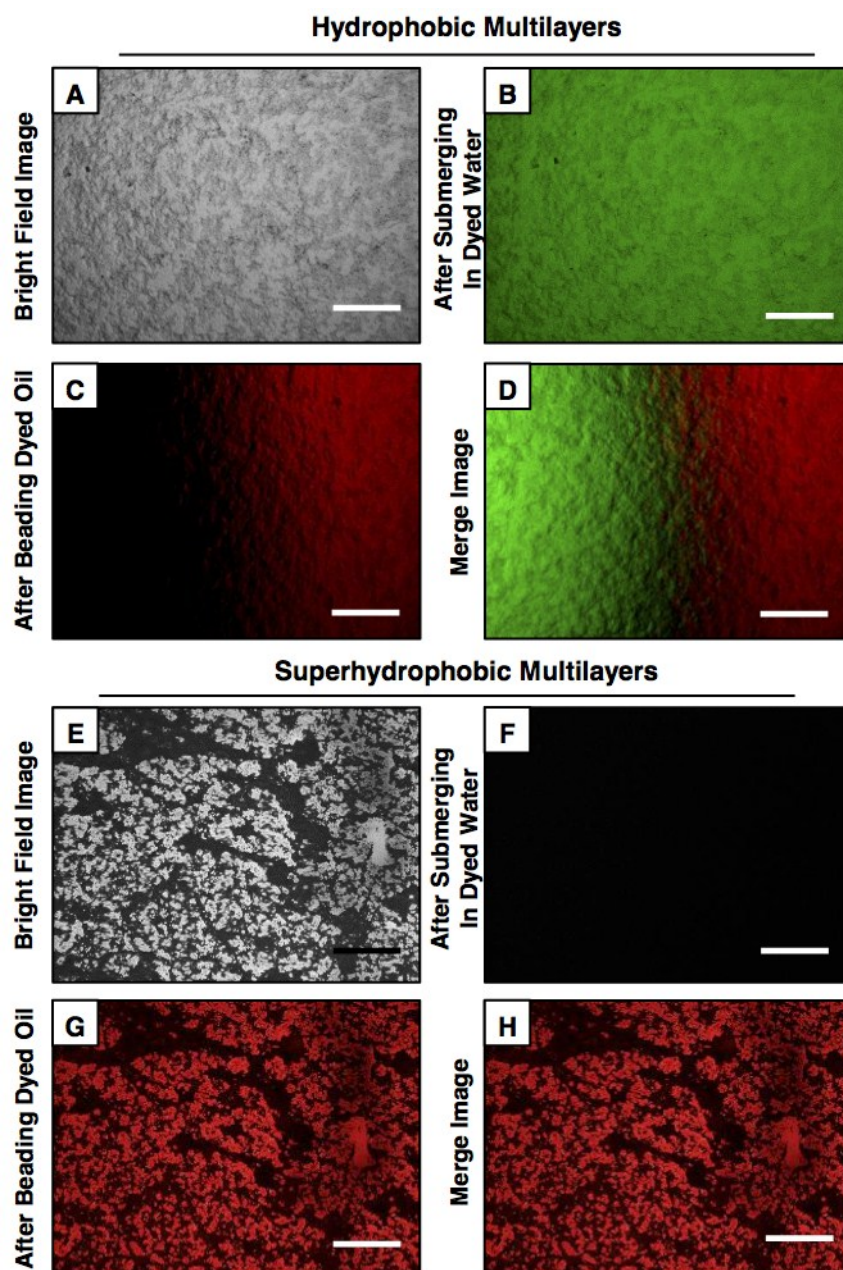 Hydrophobic Multilayers
Bright Field Image
A
After Submerging
In Dyed Water
B
After Beading Dyed Oil
C
Merge Image
D
Superhydrophobic Multilayers
Bright Field Image
E
After Submerging
In Dyed Water
F
After Beading Dyed Oil
G
Merge Image
H